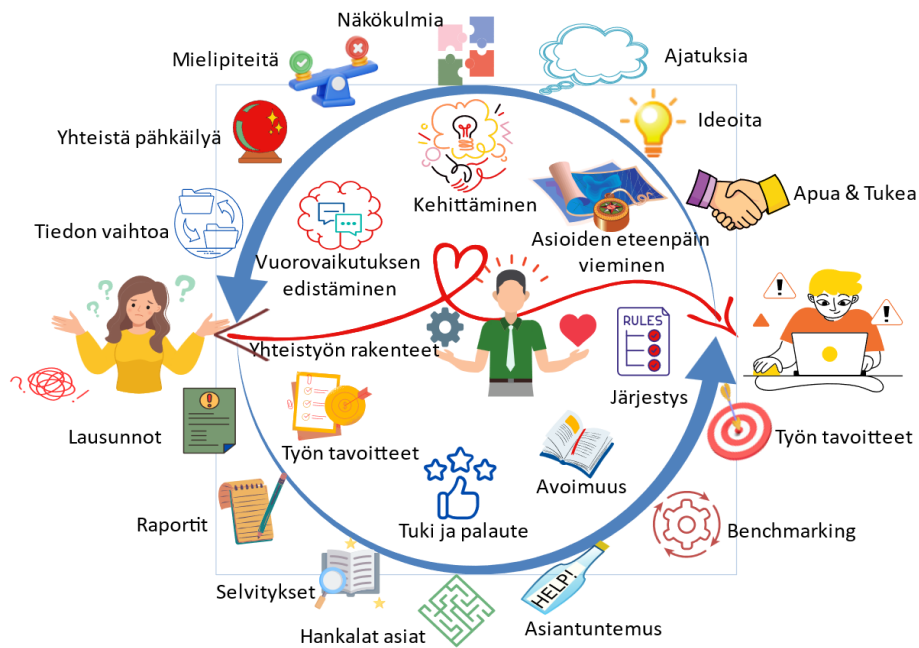 Näkökulmia
Mielipiteitä
Ajatuksia
Ideoita
Yhteistä pähkäilyä
Kehittäminen
Apua & Tukea
Tiedon vaihtoa
Vuorovaikutuksen
edistäminen
Asioiden eteenpäin
vieminen
RULES
Yhteistyön rakenteet
Järjestys
Lausunnot
Työn tavoitteet
Työn tavoitteet
Avoimuus
Raportit
Tuki ja palaute
Benchmarking
Selvitykset
HELP!
Hankalat asiat
Asiantuntemus